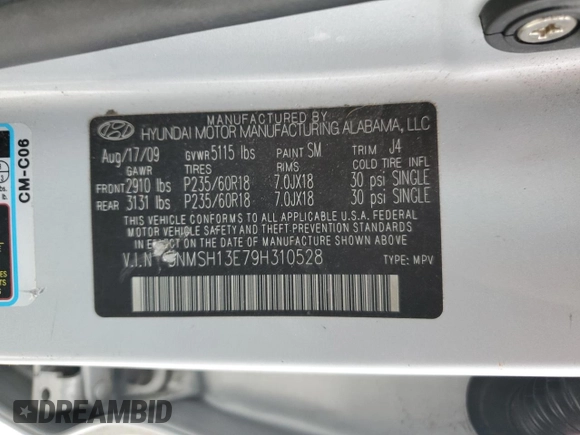 MANUFACTURED BY
HYUNDAI MOTOR MANUFACTURING ALABAMA, LLC
Aug/17/09 GVWR 5115 lbs PAINT SM TRIM J4
GAWR TIRES RIMS COLD TIRE INFL
FRONT 2910 lbs P235/60R18 7.0JX18 30 psi SINGLE
REAR 3131 lbs P235/60R18 7.0JX18 30 psi SINGLE
THIS VEHICLE CONFORMS TO ALL APPLICABLE U.S.A. FEDERAL
MOTOR VEHICLE SAFETY AND THEFT PREVENTION STANDARDS
IN EFFECT ON THE DATE OF MANUFACTURE SHOWN ABOVE.
V.I.N NMSH13E79H310528 TYPE: MPV
CM-C06
DREAMBID